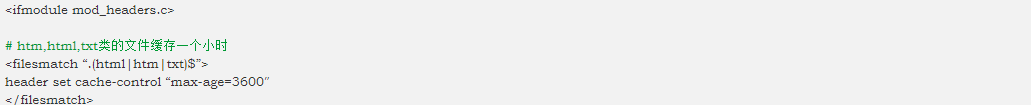 <ifmodule mod_headers.c>
# htm,html,txt类的文件缓存一个小时
<filesmatch “.(html|htm|txt)$”>
header set cache-control “max-age=3600″
</filesmatch>